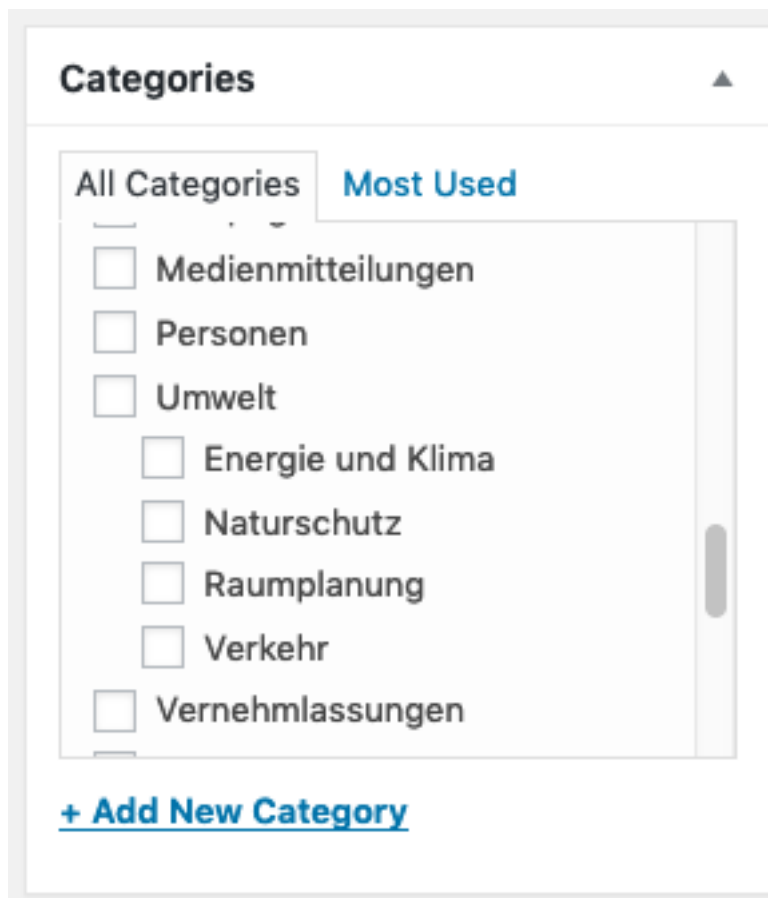 Categories
All Categories Most Used
Medienmitteilungen
Personen
Umwelt
Energie und Klima
Naturschutz
Raumplanung
Verkehr
Vernehmlassungen
+ Add New Category